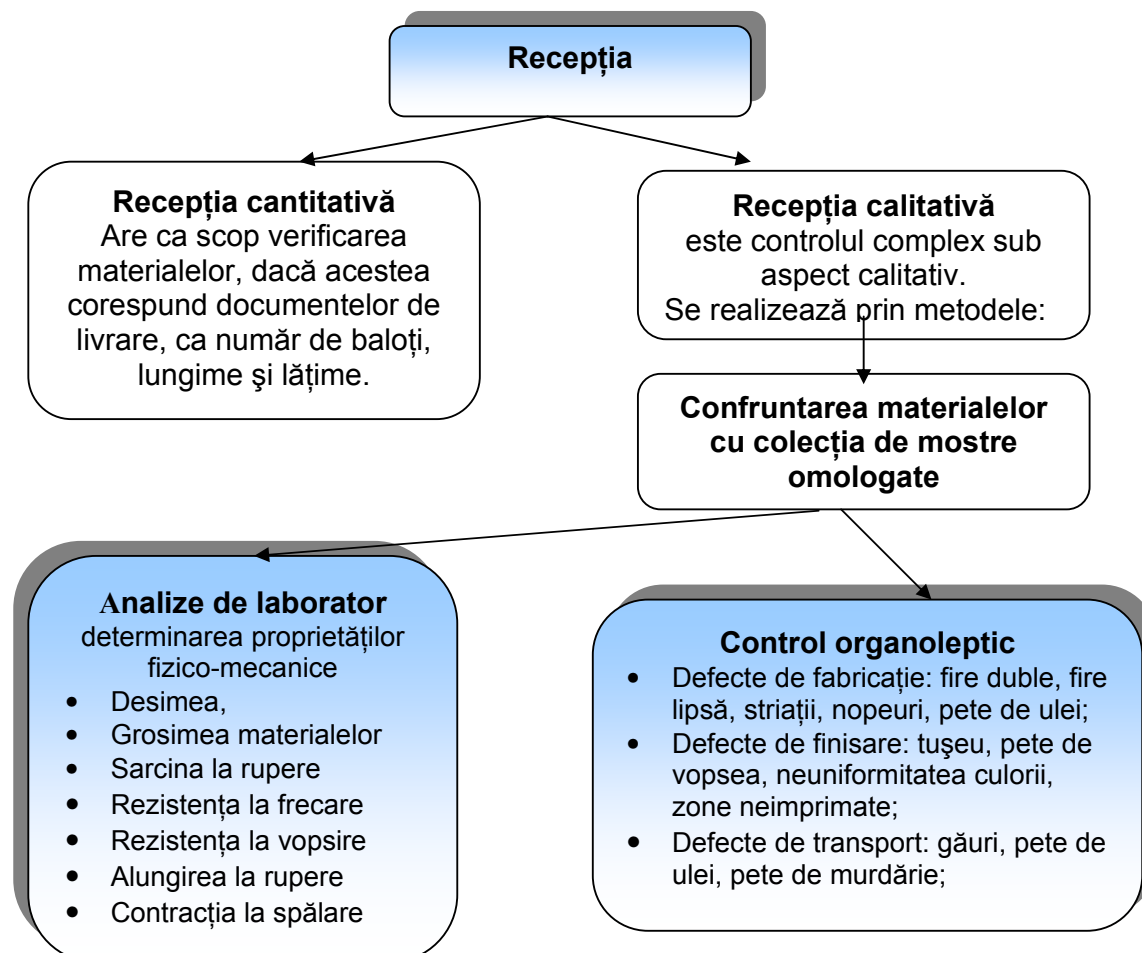 Recepția
Recepția cantitativă
Are ca scop verificarea
materialelor, dacă acestea
corespund documentelor de
livrare, ca număr de baloți,
lungime şi lățime.
Recepția calitativă
este controlul complex sub
aspect calitativ.
Se realizează prin metodele:
Confruntarea materialelor
cu colecția de mostre
omologate
Analize de laborator
determinarea proprietăților
fizico-mecanice
• Desimea,
• Grosimea materialelor
• Sarcina la rupere
• Rezistența la frecare
• Rezistența la vopsire
• Alungirea la rupere
• Contracția la spălare
Control organoleptic
• Defecte de fabricație: fire duble, fire
lipsă, striații, nopeuri, pete de ulei;
• Defecte de finisare: tuşeu, pete de
vopsea, neuniformitatea culorii,
zone neimprimate;
• Defecte de transport: găuri, pete de
ulei, pete de murdărie;